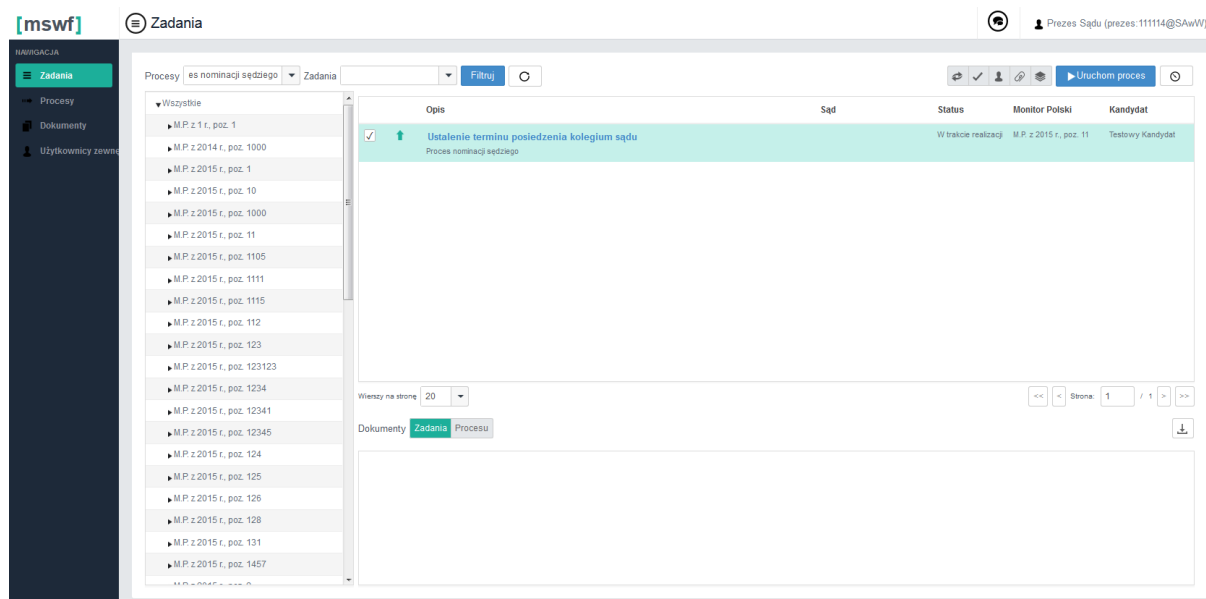 [mswf]
Zadania
Prezes Sądu (prezes:111114@SAwW)
NAWIGACJA
Zadania
Procesy
Dokumenty
Użytkownicy zewnę
Procesy es nominacji sędziego Zadania Filtruj Uruchom proces
Wszystkie
M.P. z 1 r., poz. 1
M.P. z 2014 r., poz. 1000
M.P. z 2015 r., poz. 1
M.P. z 2015 r., poz. 10
M.P. z 2015 r., poz. 1000
M.P. z 2015 r., poz. 11
M.P. z 2015 r., poz. 1105
M.P. z 2015 r., poz. 1111
M.P. z 2015 r., poz. 1115
M.P. z 2015 r., poz. 112
M.P. z 2015 r., poz. 123
M.P. z 2015 r., poz. 123123
M.P. z 2015 r., poz. 1234
M.P. z 2015 r., poz. 12341
M.P. z 2015 r., poz. 12345
M.P. z 2015 r., poz. 124
M.P. z 2015 r., poz. 125
M.P. z 2015 r., poz. 126
M.P. z 2015 r., poz. 128
M.P. z 2015 r., poz. 131
M.P. z 2015 r., poz. 1457
Opis Sąd Status Monitor Polski Kandydat
Ustalenie terminu posiedzenia kolegium sądu W trakcie realizacji M.P. z 2015 r., poz. 11 Testowy Kandydat
Proces nominacji sędziego
Wierszy na stronę 20 << < Strona: 1 / 1 > >>
Dokumenty Zadania Procesu